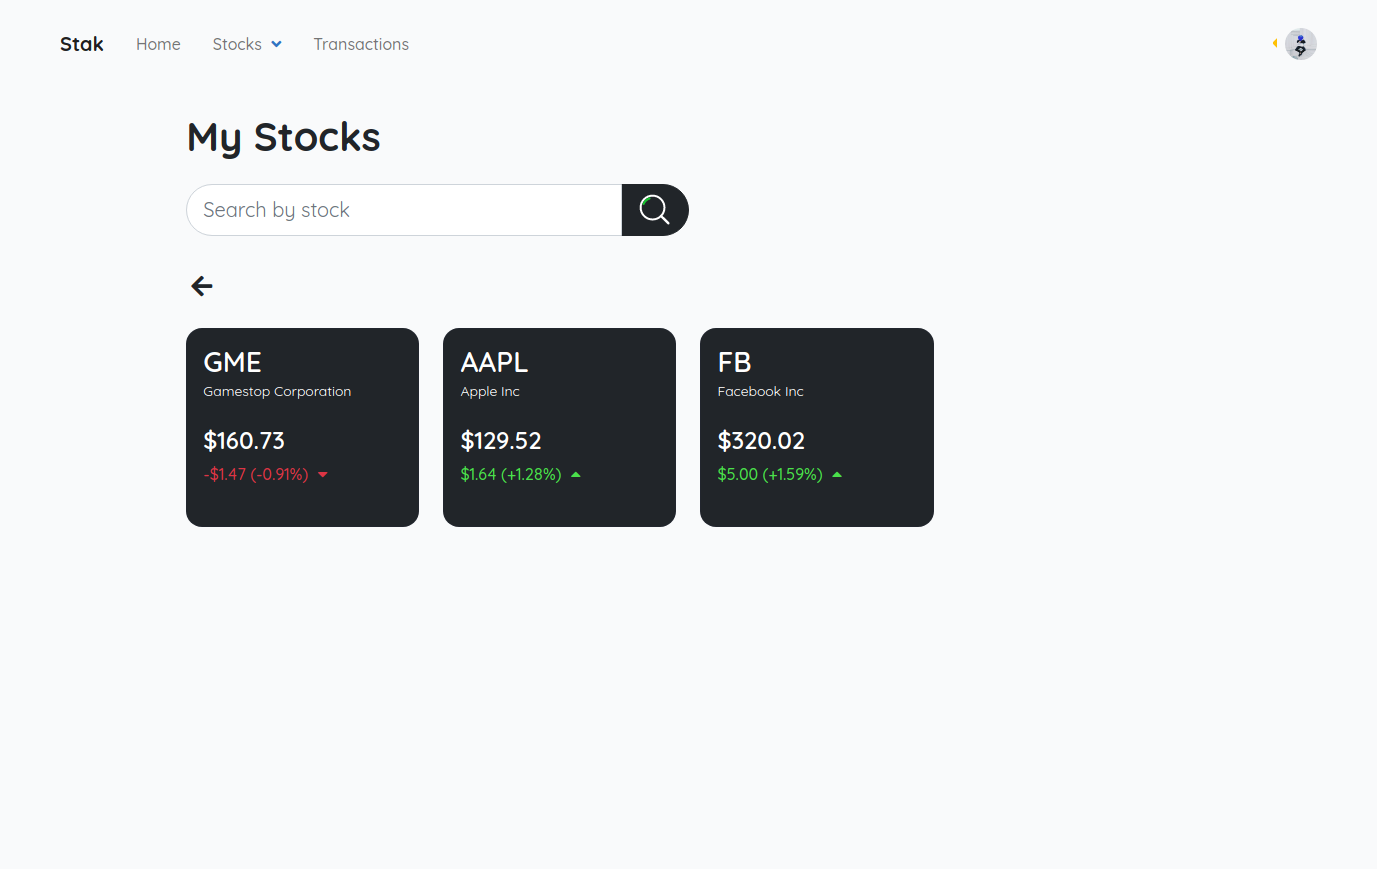 Stak Home Stocks Transactions
My Stocks
Search by stock
GME
Gamestop Corporation
$160.73
-$1.47 (-0.91%)
AAPL
Apple Inc
$129.52
$1.64 (+1.28%)
FB
Facebook Inc
$320.02
$5.00 (+1.59%)